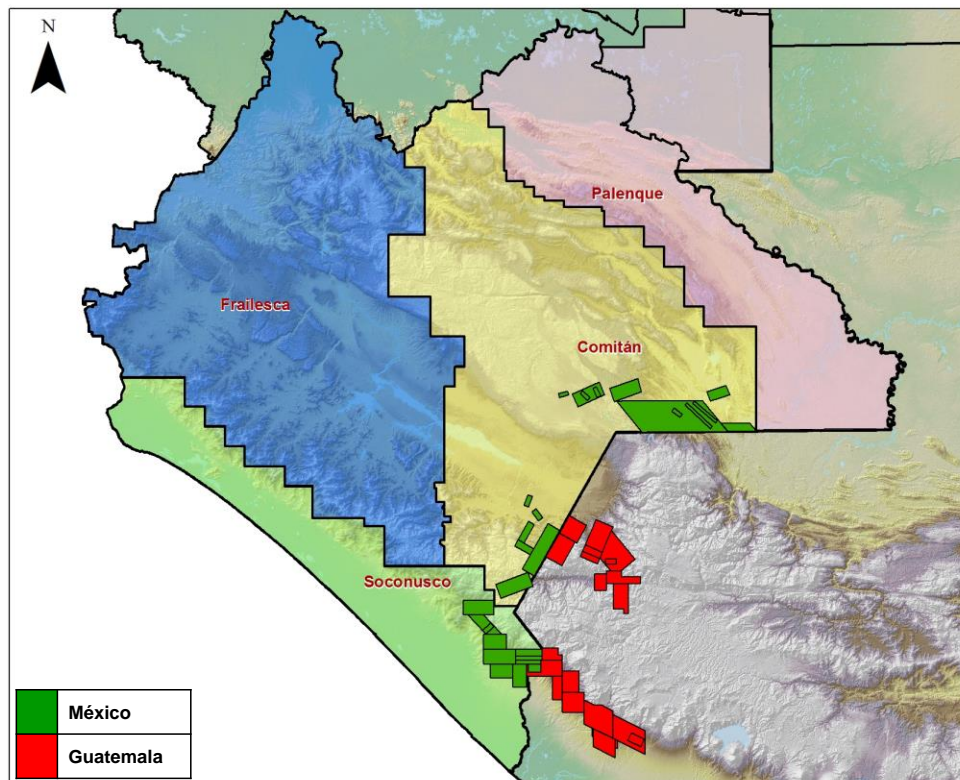 N
Palenque
Frailesca
Comitán
Soconusco
México
Guatemala